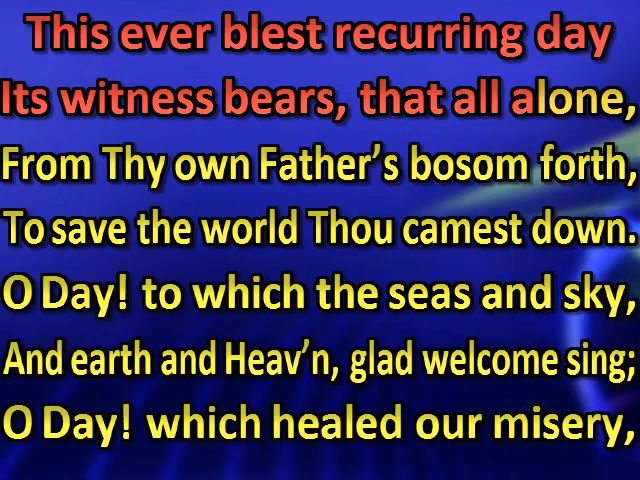 This ever blest recurring day
Its witness bears, that all alone,
From Thy own Father’s bosom forth,
To save the world Thou camest down.
O Day! to which the seas and sky,
And earth and Heav’n, glad welcome sing;
O Day! which healed our misery,